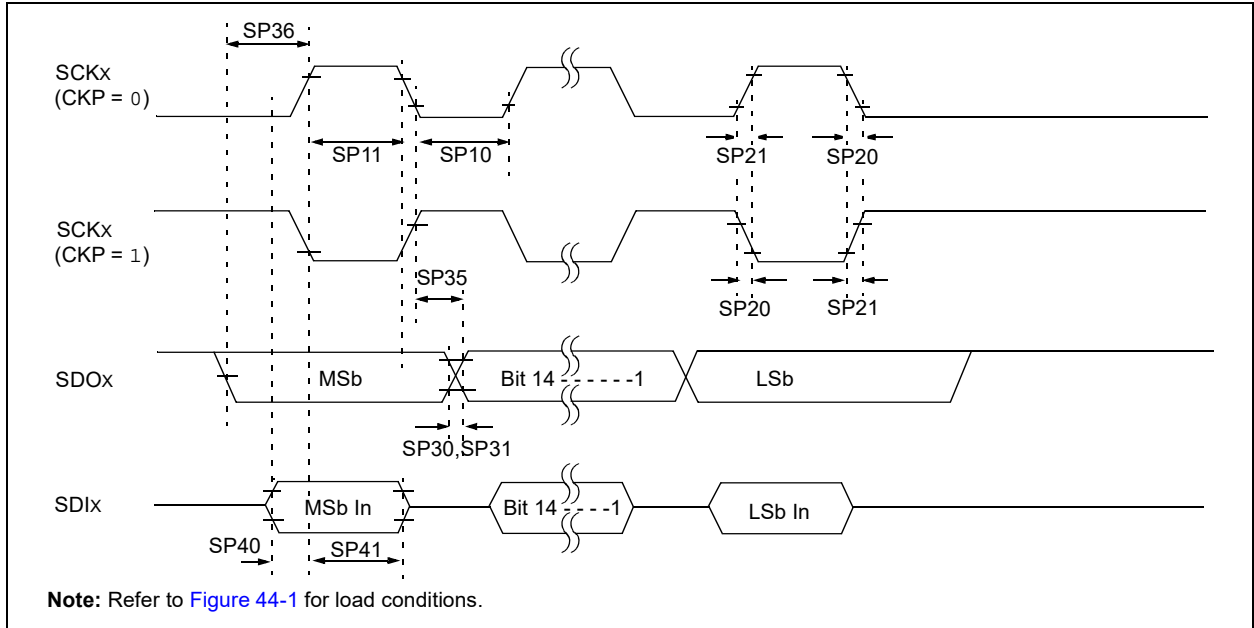 SP36
SCKx
(CKP = 0)
SP11
SP10
SP21
SP20
SCKx
(CKP = 1)
SP35
SP20
SP21
SDOx
MSb
Bit 14 - - - - - -1
LSb
SP30,SP31
SDIx
MSb In
Bit 14 - - - -1
LSb In
SP40
SP41
Note: Refer to Figure 44-1 for load conditions.